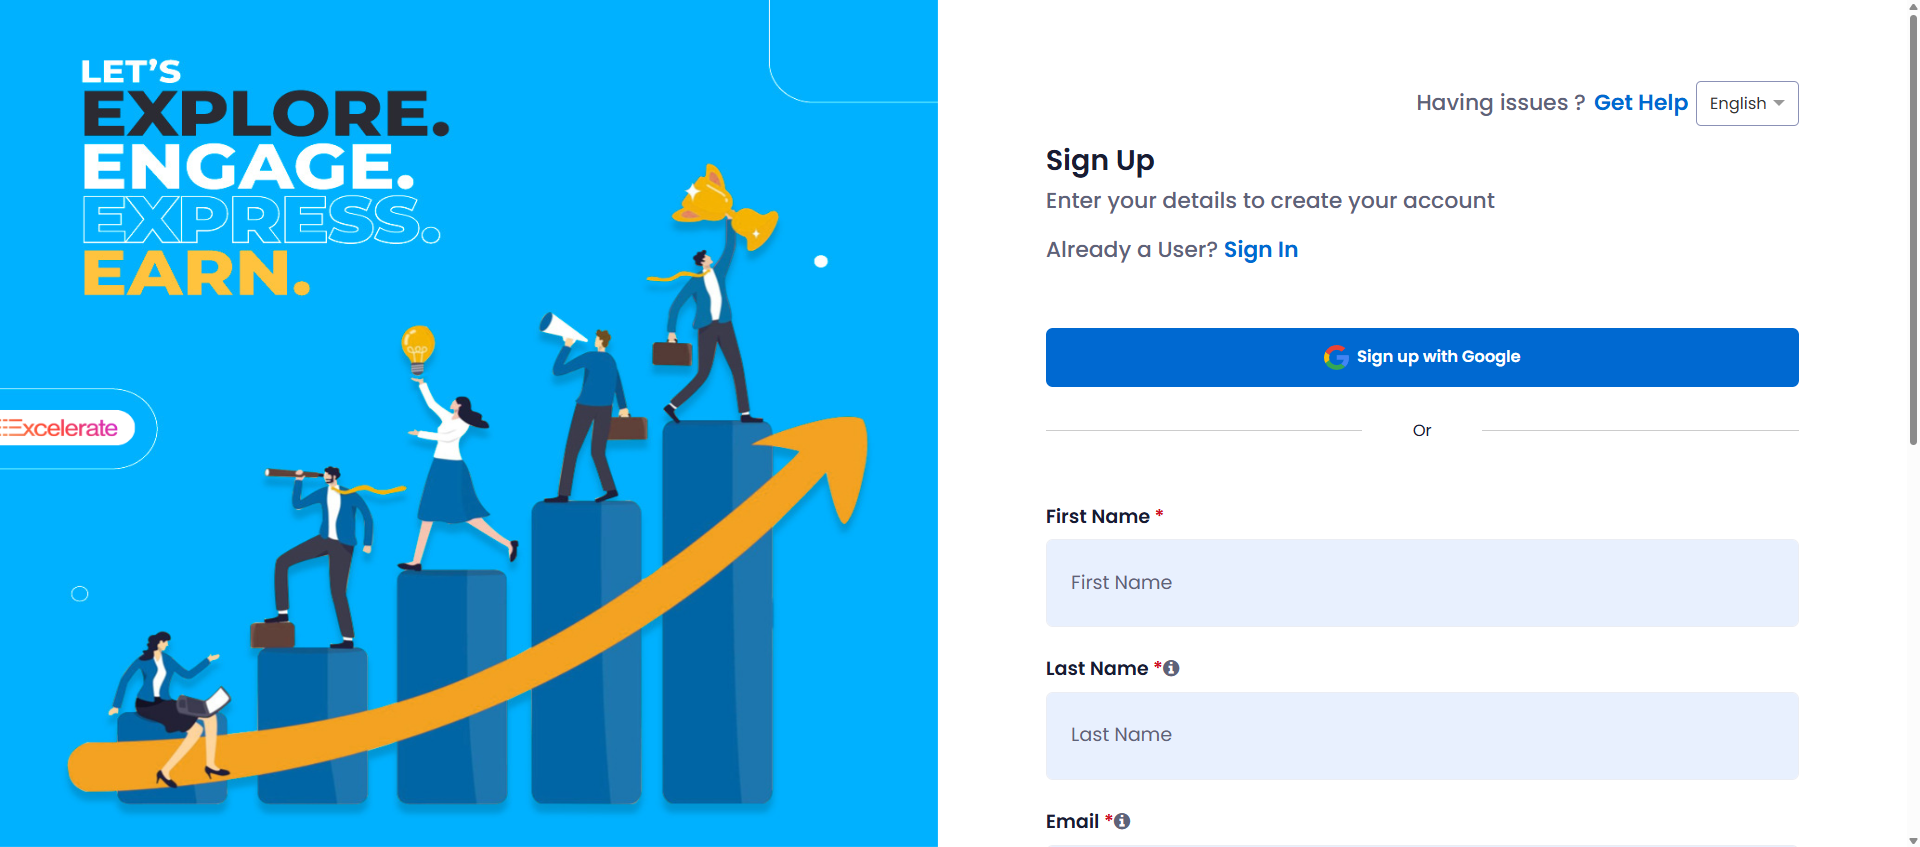 LET'S
EXPLORE.
ENGAGE.
EXPRESS.
EARN.
Excelerate
Having issues ? Get Help English
Sign Up
Enter your details to create your account
Already a User? Sign In
Sign up with Google
Or
First Name *
First Name
Last Name *
Last Name
Email *